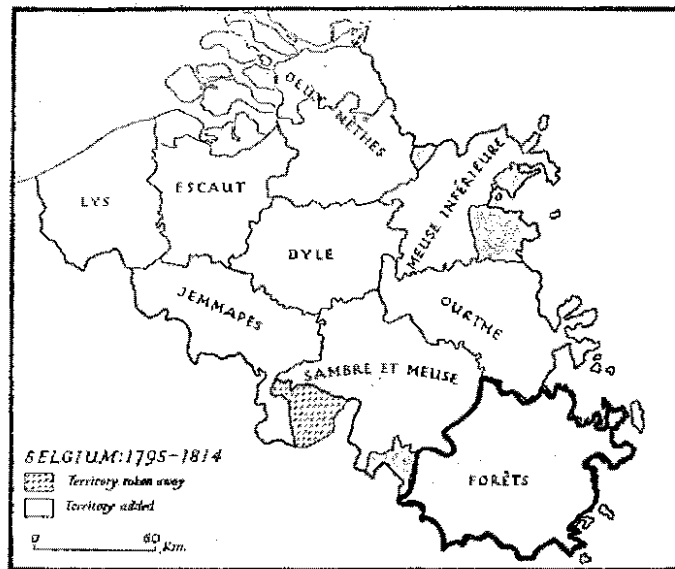 DEUX NÈTHES
MEUSE INFÉRIEURE
LYS
ESCAUT
DYLE
JEMMAPES
OURTHE
SAMBRE ET MEUSE
FORÊTS
BELGIUM: 1795-1814
Territory taken away
Territory added
0 60
Km.